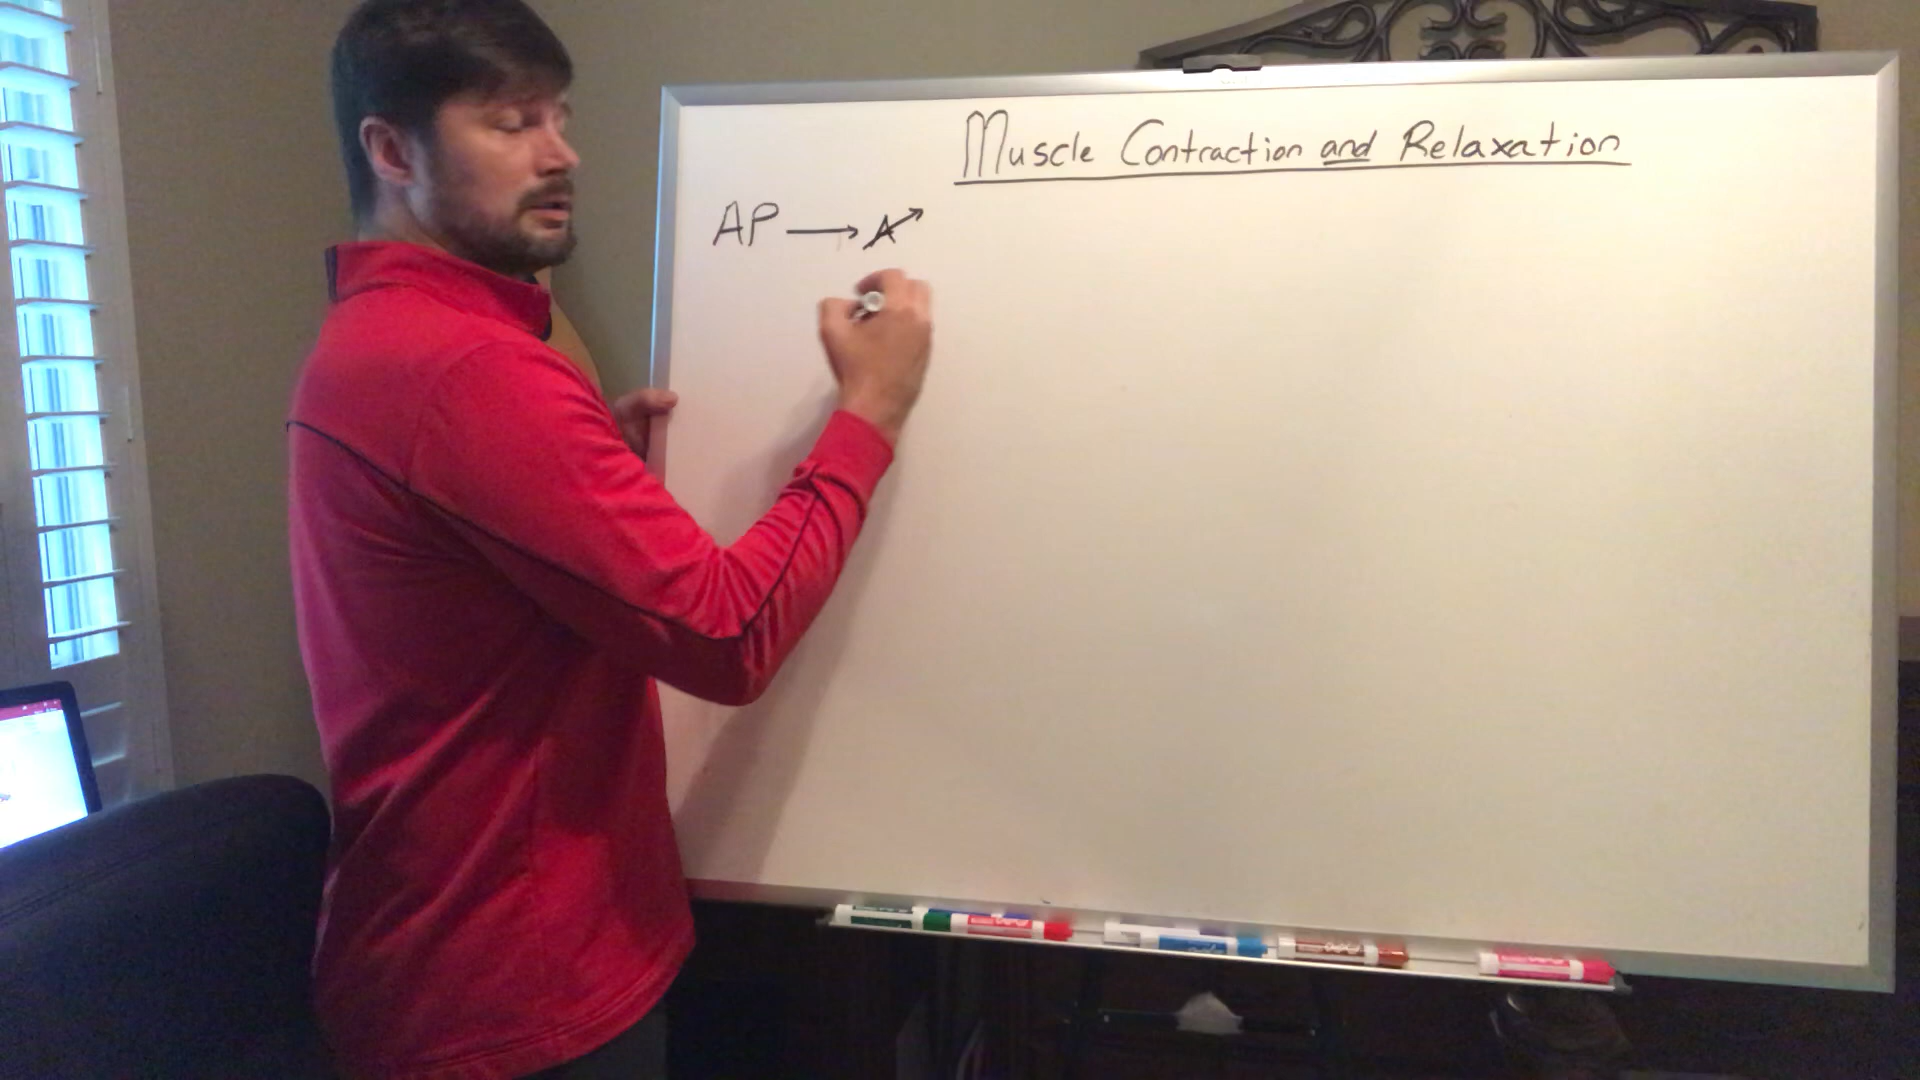 Muscle Contraction and Relaxation
AP → A